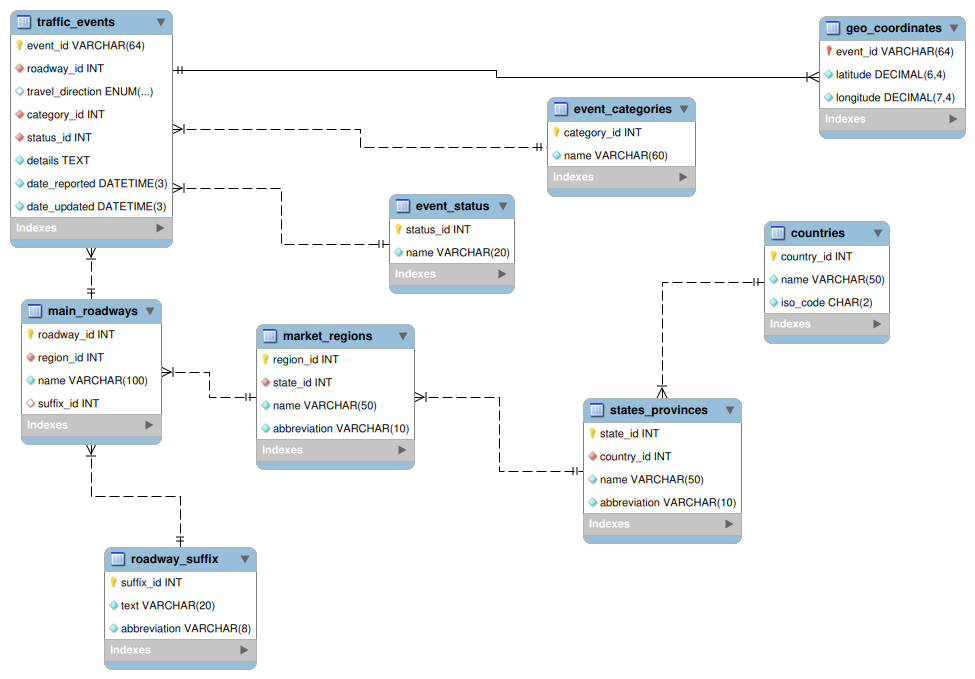 traffic_events
event_id VARCHAR(64)
roadway_id INT
travel_direction ENUM(...)
category_id INT
status_id INT
details TEXT
date_reported DATETIME(3)
date_updated DATETIME(3)
Indexes
geo_coordinates
event_id VARCHAR(64)
latitude DECIMAL(6,4)
longitude DECIMAL(7,4)
Indexes
event_categories
category_id INT
name VARCHAR(60)
Indexes
event_status
status_id INT
name VARCHAR(20)
Indexes
countries
country_id INT
name VARCHAR(50)
iso_code CHAR(2)
Indexes
main_roadways
roadway_id INT
region_id INT
name VARCHAR(100)
suffix_id INT
Indexes
market_regions
region_id INT
state_id INT
name VARCHAR(50)
abbreviation VARCHAR(10)
Indexes
states_provinces
state_id INT
country_id INT
name VARCHAR(50)
abbreviation VARCHAR(10)
Indexes
roadway_suffix
suffix_id INT
text VARCHAR(20)
abbreviation VARCHAR(8)
Indexes